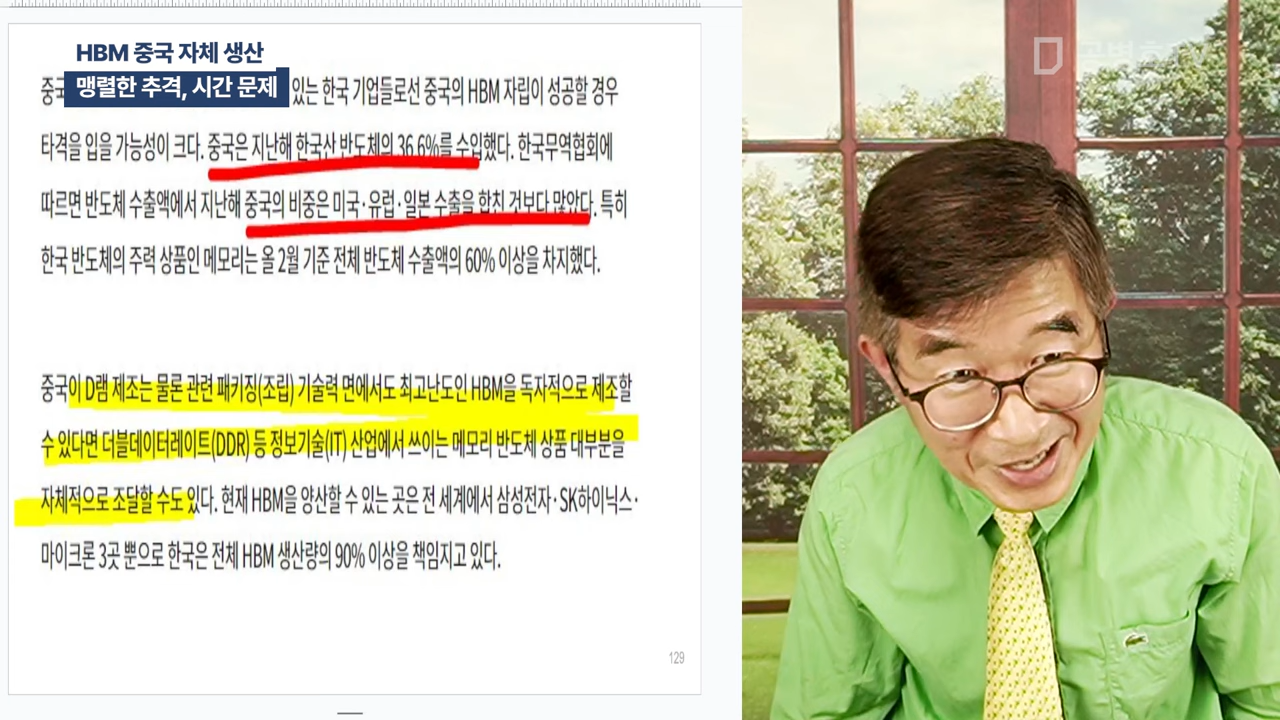 HBM 중국 자체 생산
맹렬한 추격, 시간 문제
중국
있는 한국 기업들로선 중국의 HBM 자립이 성공할 경우
타격을 입을 가능성이 크다. 중국은 지난해 한국산 반도체의 36.6%를 수입했다. 한국무역협회에
따르면 반도체 수출액에서 지난해 중국의 비중은 미국·유럽·일본 수출을 합친 것보다 많았다. 특히
한국 반도체의 주력 상품인 메모리는 올 2월 기준 전체 반도체 수출액의 60% 이상을 차지했다.
중국이 D램 제조는 물론 관련 패키징(조립) 기술력 면에서도 최고난도인 HBM을 독자적으로 제조할
수 있다면 더블데이터레이트(DDR) 등 정보기술(IT) 산업에서 쓰이는 메모리 반도체 상품 대부분을
자체적으로 조달할 수도 있다. 현재 HBM을 양산할 수 있는 곳은 전 세계에서 삼성전자·SK하이닉스·
마이크론 3곳 뿐으로 한국은 전체 HBM 생산량의 90% 이상을 책임지고 있다.
129